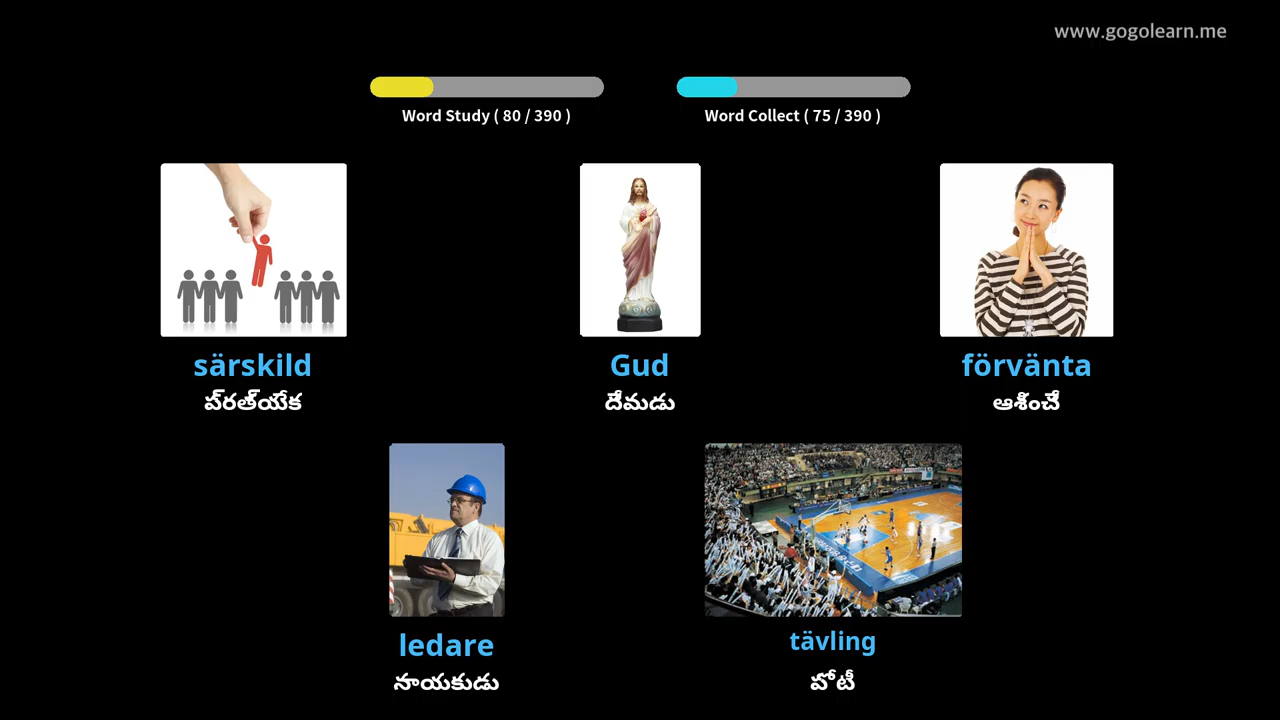 www.gogolearn.me
Word Study ( 80 / 390 )
Word Collect ( 75 / 390 )
särskild
ప్రత్యేక
Gud
దేవుడు
förvänta
ఆశించే
ledare
నాయకుడు
tävling
పోటీ